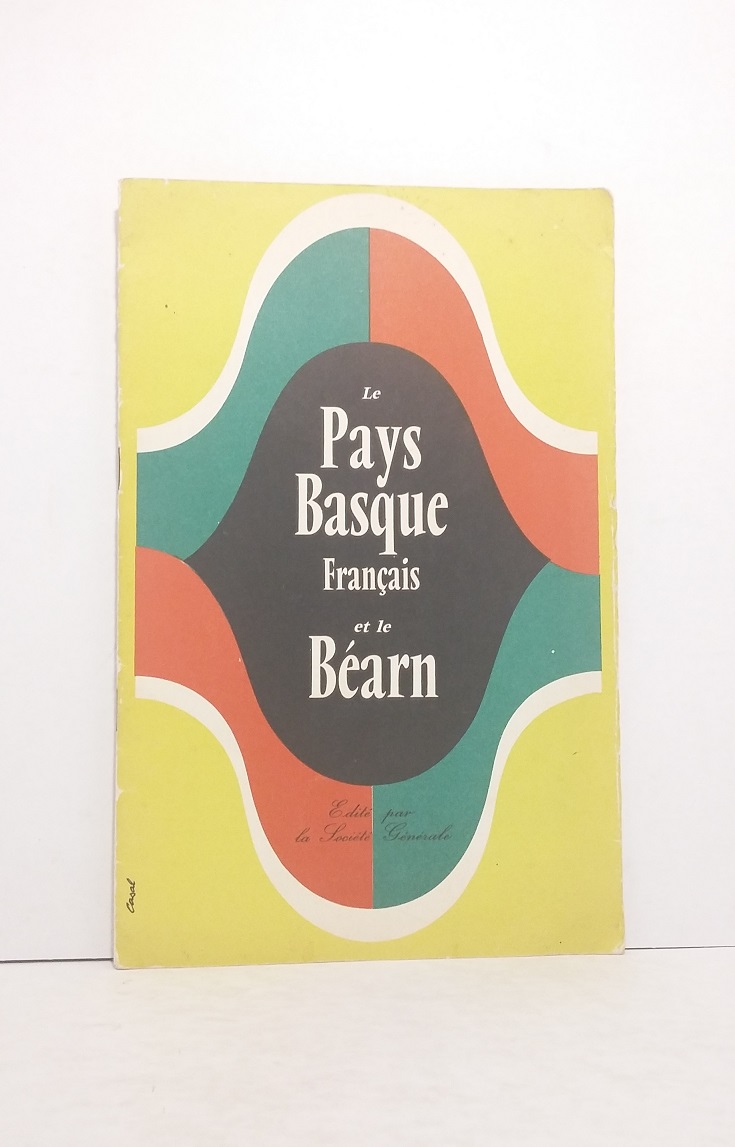 Le
Pays
Basque
Français
et le
Béarn
Edité par
la Société Générale
Casal